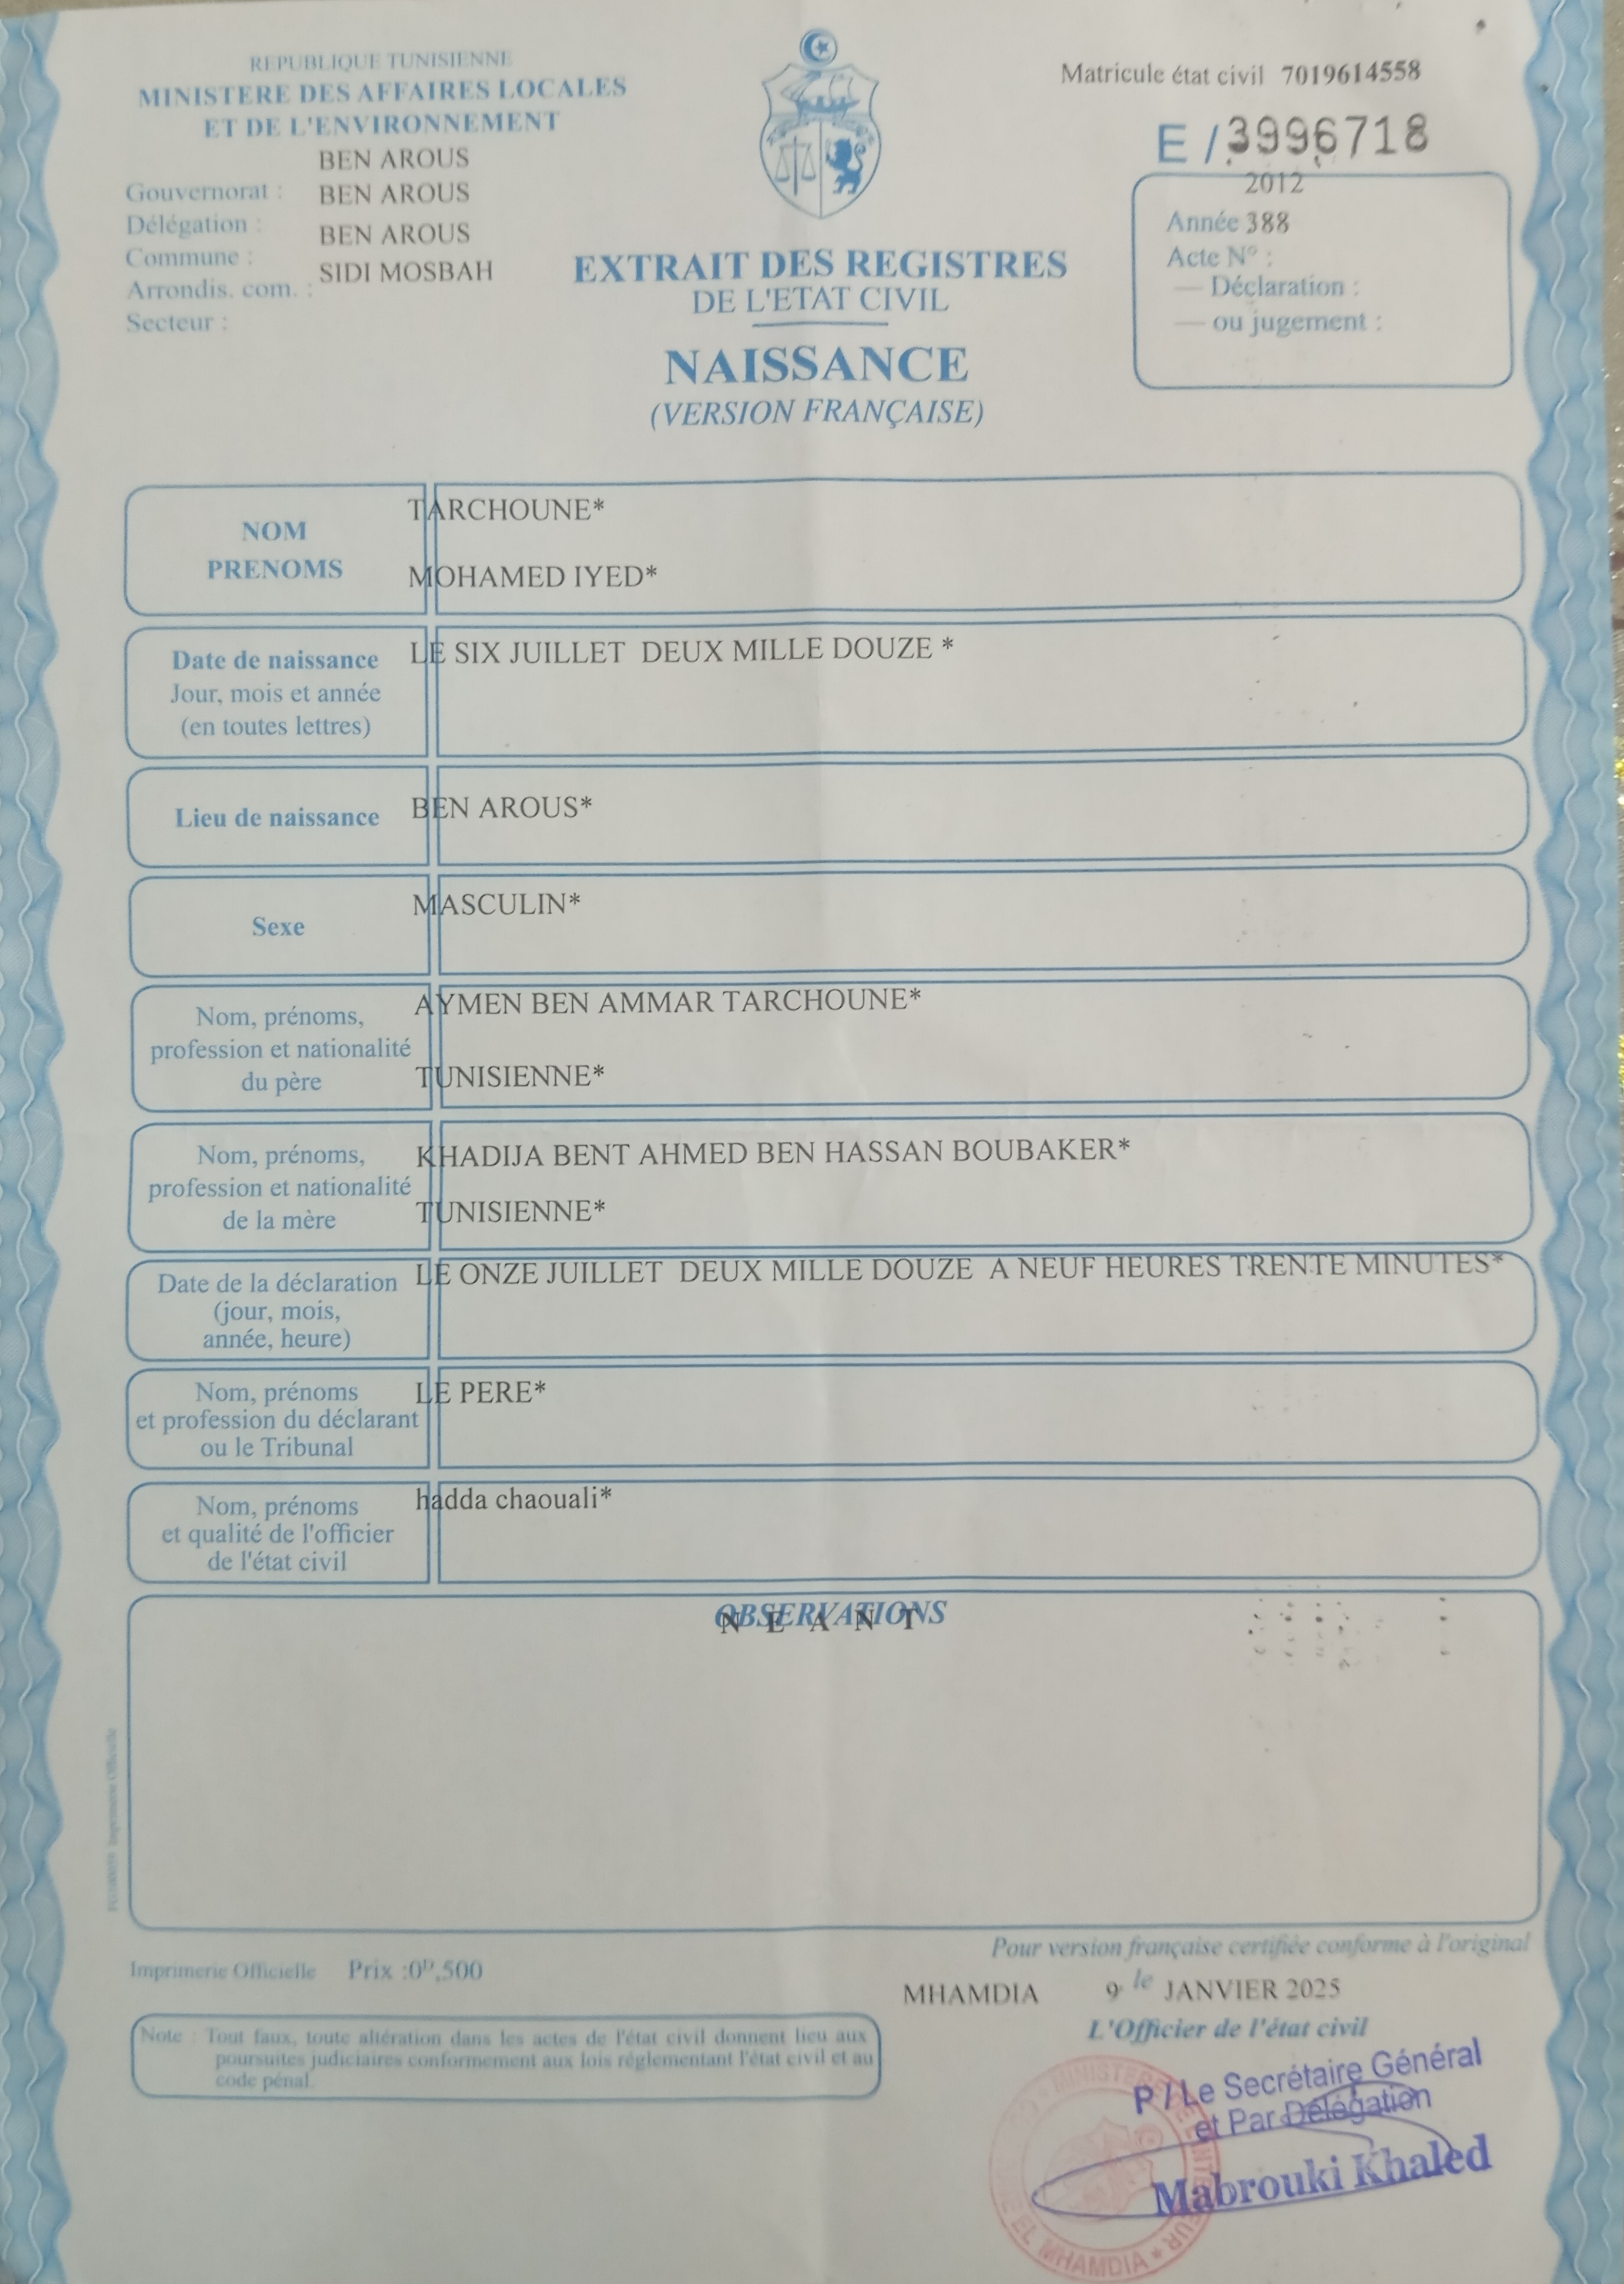 REPUBLIQUE TUNISIENNE
MINISTERE DES AFFAIRES LOCALES
ET DE L'ENVIRONNEMENT
BEN AROUS
Gouvernorat : BEN AROUS
Délégation :
BEN AROUS
Commune :
SIDI MOSBAH
Arrondis. com. :
Secteur :
EXTRAIT DES REGISTRES
DE L'ETAT CIVIL
NAISSANCE
(VERSION FRANÇAISE)
Matricule état civil 7019614558
E / 3996718
2012
Année 388
Acte N° :
— Déclaration :
— ou jugement :
NOM
PRENOMS
TARCHOUNE*
MOHAMED IYED*
Date de naissance
Jour, mois et année
(en toutes lettres)
LE SIX JUILLET DEUX MILLE DOUZE *
Lieu de naissance
BEN AROUS*
Sexe
MASCULIN*
Nom, prénoms,
profession et nationalité
du père
AYMEN BEN AMMAR TARCHOUNE*
TUNISIENNE*
Nom, prénoms,
profession et nationalité
de la mère
KHADIJA BENT AHMED BEN HASSAN BOUBAKER*
TUNISIENNE*
Date de la déclaration
(jour, mois,
année, heure)
LE ONZE JUILLET DEUX MILLE DOUZE A NEUF HEURES TRENTE MINUTES*
Nom, prénoms
et profession du déclarant
ou le Tribunal
LE PERE*
Nom, prénoms
et qualité de l'officier
de l'état civil
hadda chaouali*
OBSERVATIONS
N E A N T
Imprimerie Officielle
Imprimerie Officielle Prix :0ᴰ,500
Pour version française certifiée conforme à l'original
MHAMDIA 9 le JANVIER 2025
L'Officier de l'état civil
Note : Tout faux, toute altération dans les actes de l'état civil donnent lieu aux
poursuites judiciaires conformement aux lois réglementant l'état civil et au
code pénal.
P / Le Secrétaire Général
et Par Délégation
Mabrouki Khaled
MINISTERE DE L'INTERIEUR
EL MHAMDIA